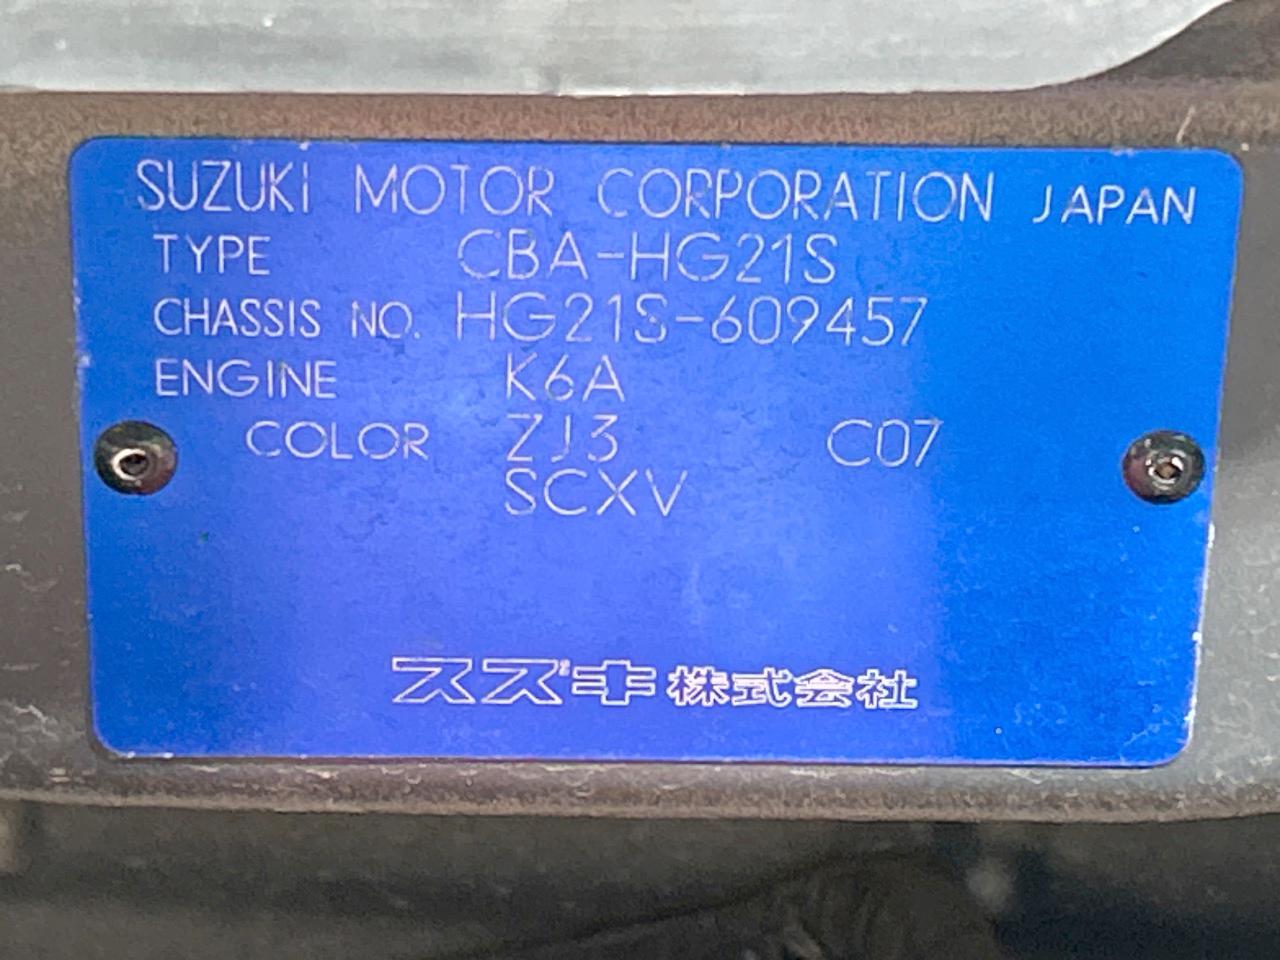 SUZUKI MOTOR CORPORATION JAPAN
TYPE CBA-HG21S
CHASSIS NO. HG21S-609457
ENGINE K6A
COLOR ZJ3 C07
SCXV
スズキ株式会社